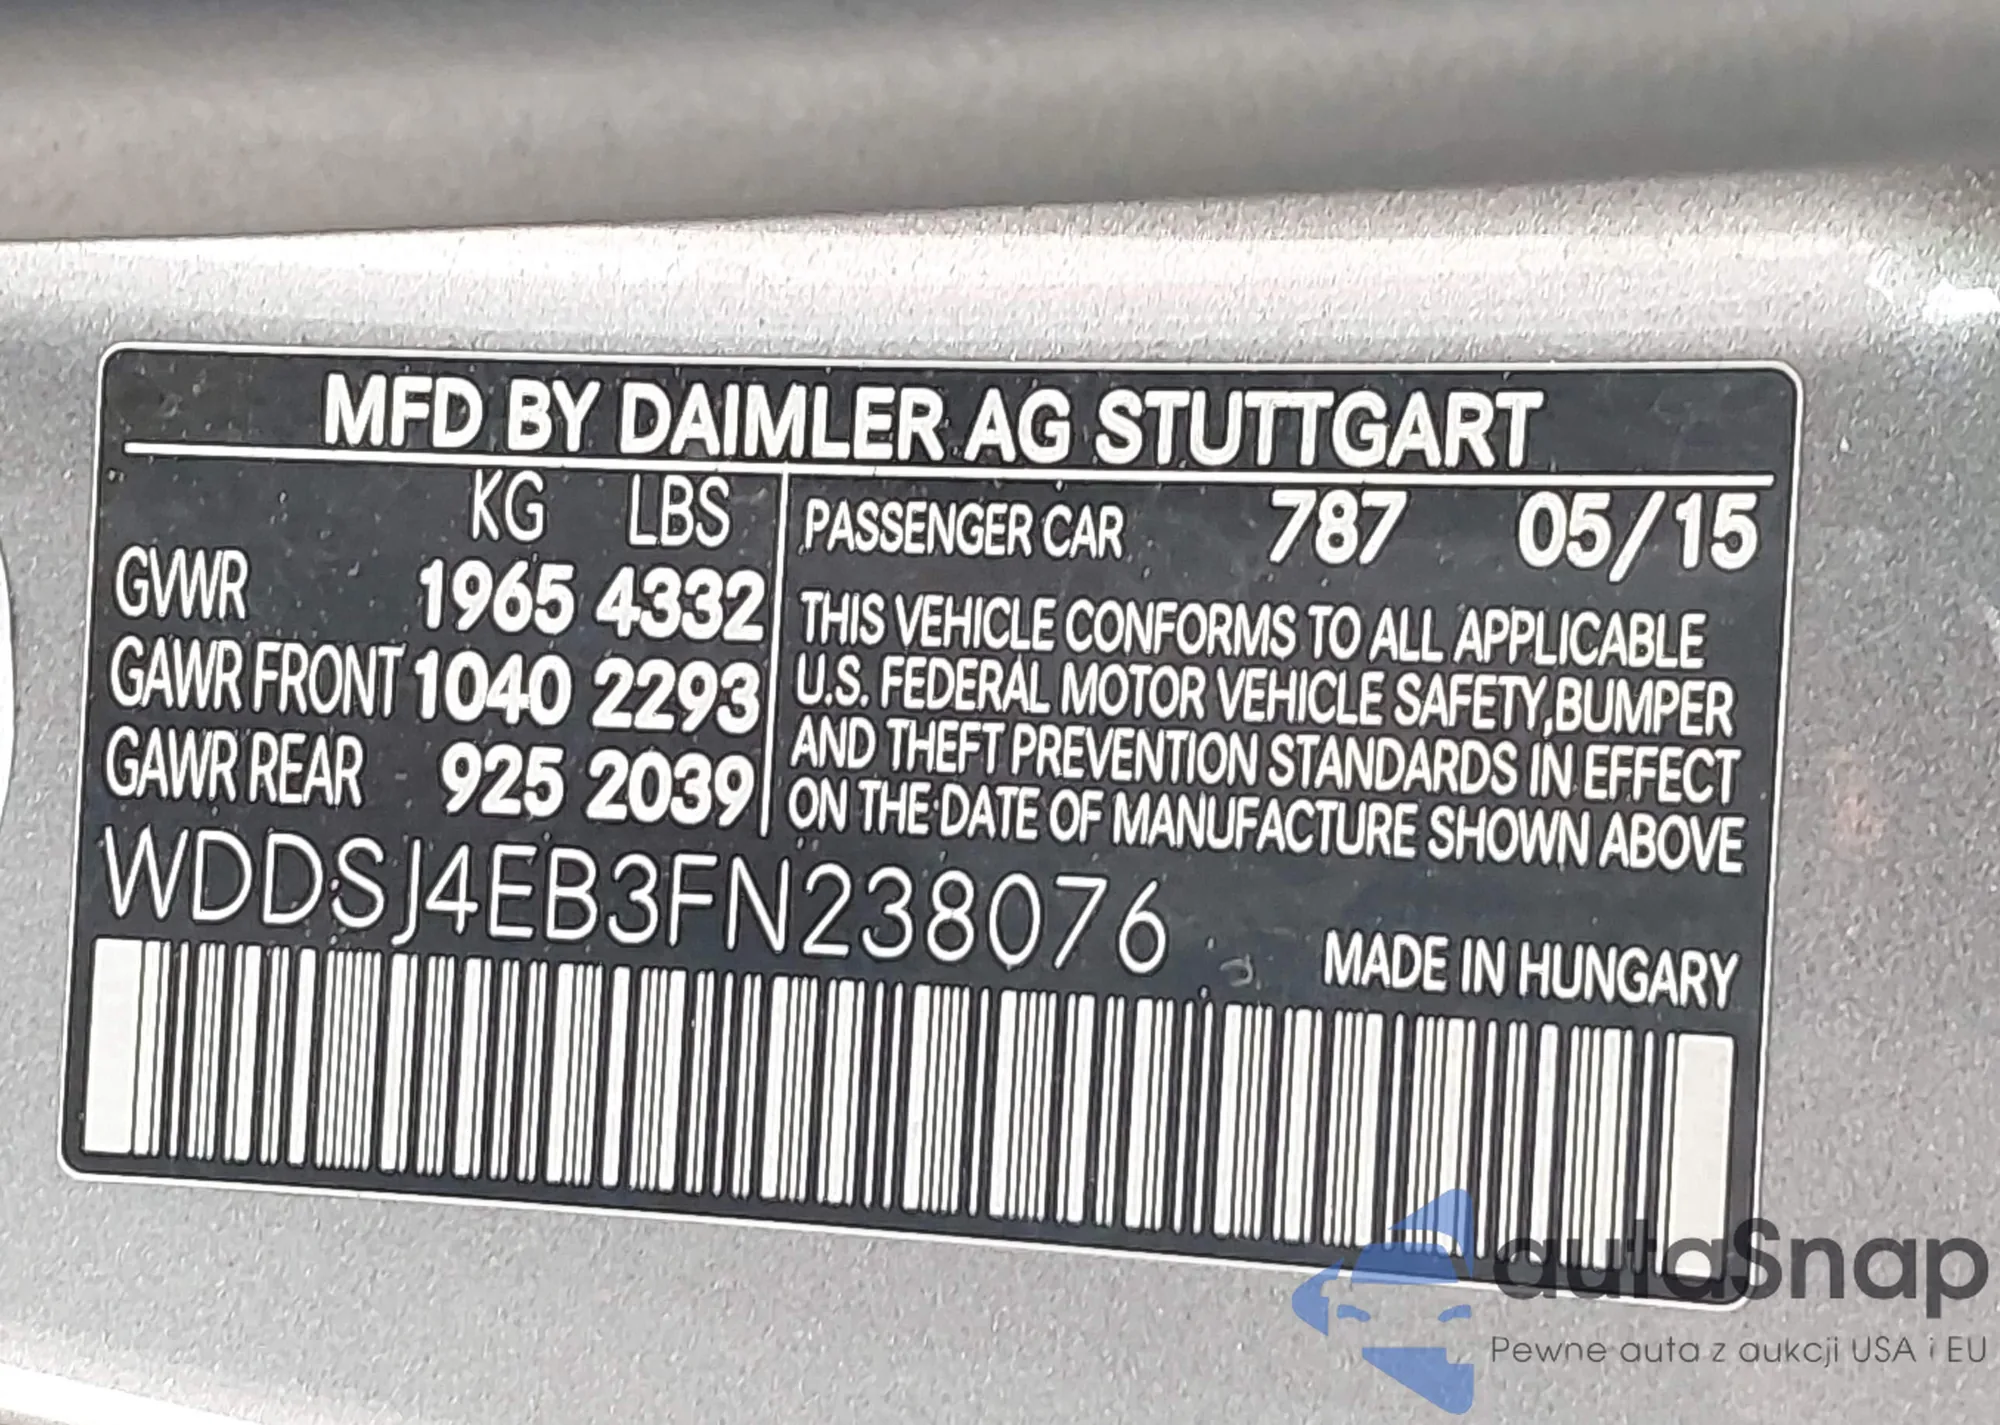 MFD BY DAIMLER AG STUTTGART
KG LBS
GVWR 1965 4332
GAWR FRONT 1040 2293
GAWR REAR 925 2039
PASSENGER CAR 787 05/15
THIS VEHICLE CONFORMS TO ALL APPLICABLE
U.S. FEDERAL MOTOR VEHICLE SAFETY,BUMPER
AND THEFT PREVENTION STANDARDS IN EFFECT
ON THE DATE OF MANUFACTURE SHOWN ABOVE
WDDSJ4EB3FN238076
MADE IN HUNGARY
autaSnap
Pewne auta z aukcji USA i EU